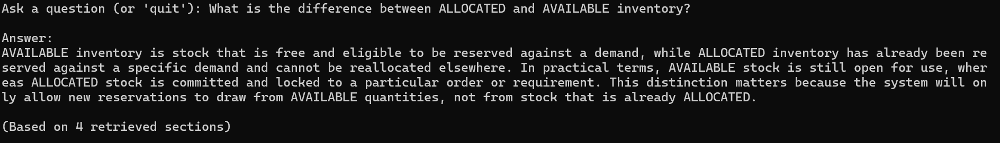 Ask a question (or 'quit'): What is the difference between ALLOCATED and AVAILABLE inventory?
Answer:
AVAILABLE inventory is stock that is free and eligible to be reserved against a demand, while ALLOCATED inventory has already been re
served against a specific demand and cannot be reallocated elsewhere. In practical terms, AVAILABLE stock is still open for use, wher
eas ALLOCATED stock is committed and locked to a particular order or requirement. This distinction matters because the system will on
ly allow new reservations to draw from AVAILABLE quantities, not from stock that is already ALLOCATED.
(Based on 4 retrieved sections)